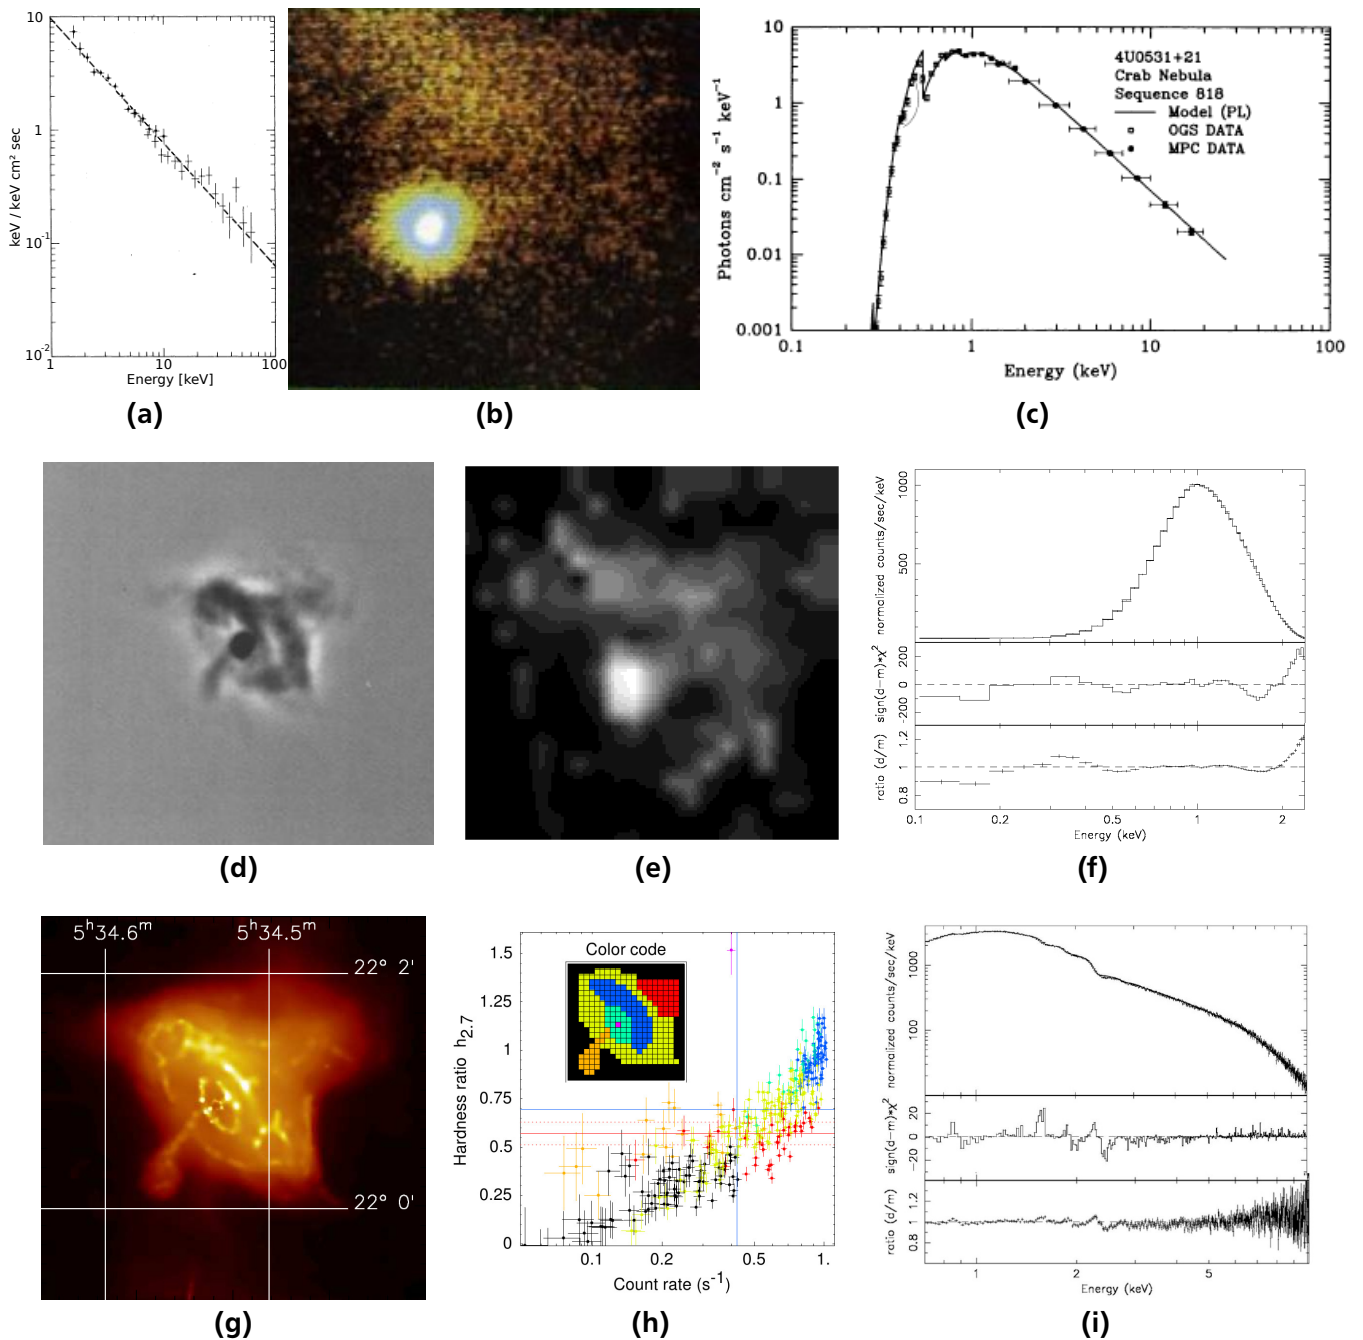 10
1
10⁻¹
10⁻²
keV / keV cm² sec
1
10
100
Energy [keV]
(a)
(b)
10
1
0.1
0.01
0.001
Photons cm⁻² s⁻¹ keV⁻¹
4U0531+21
Crab Nebula
Sequence 818
Model (PL)
OGS DATA
MPC DATA
0.1
1
10
100
Energy (keV)
(c)
(d)
(e)
normalized counts/sec/keV
1000
500
sign(d−m)*χ²
200
0
−200
ratio (d/m)
1.2
1
0.8
0.1
0.2
0.5
1
2
Energy (keV)
(f)
5ʰ34.6ᵐ
5ʰ34.5ᵐ
22° 2'
22° 0'
(g)
Hardness ratio h₂.₇
1.5
1.25
1
0.75
0.5
0.25
0
Color code
0.1
0.2
0.5
1.
Count rate (s⁻¹)
(h)
normalized counts/sec/keV
1000
100
sign(d−m)*χ²
20
0
−20
ratio (d/m)
1.2
1
0.8
1
2
5
Energy (keV)
(i)